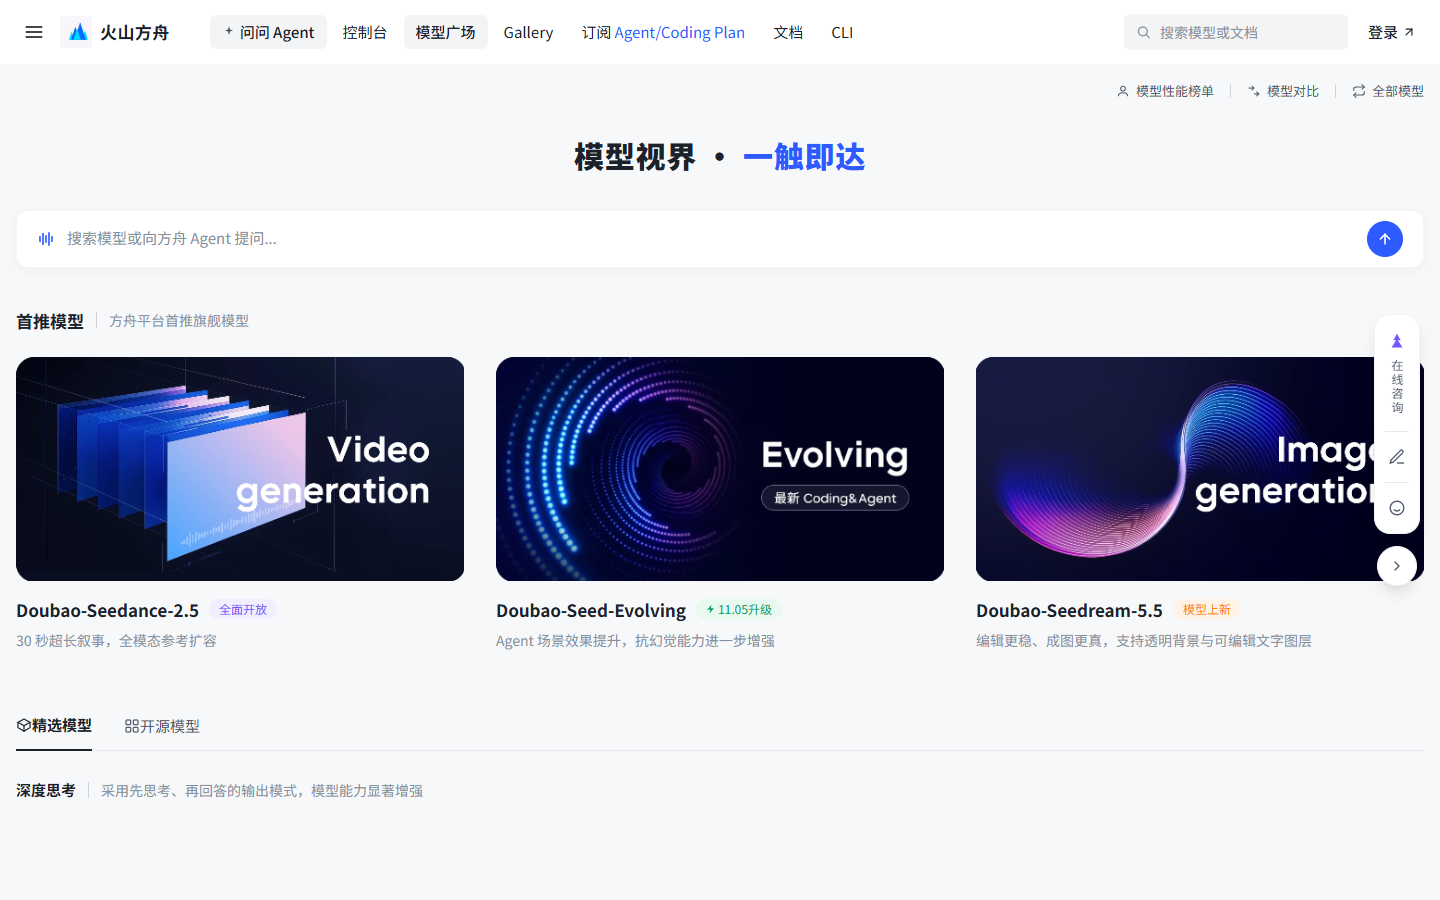 火山方舟
问问 Agent
控制台
模型广场
Gallery
订阅 Agent/Coding Plan
文档
CLI
搜索模型或文档
登录
模型性能榜单
模型对比
全部模型
模型视界 · 一触即达
搜索模型或向方舟 Agent 提问...
首推模型
方舟平台首推旗舰模型
Video
generation
Evolving
最新 Coding&Agent
Image
generation
在线咨询
Doubao-Seedance-2.5
全面开放
30 秒超长叙事，全模态参考扩容
Doubao-Seed-Evolving
11.05升级
Agent 场景效果提升，抗幻觉能力进一步增强
Doubao-Seedream-5.5
模型上新
编辑更稳、成图更真，支持透明背景与可编辑文字图层
精选模型
开源模型
深度思考
采用先思考、再回答的输出模式，模型能力显著增强